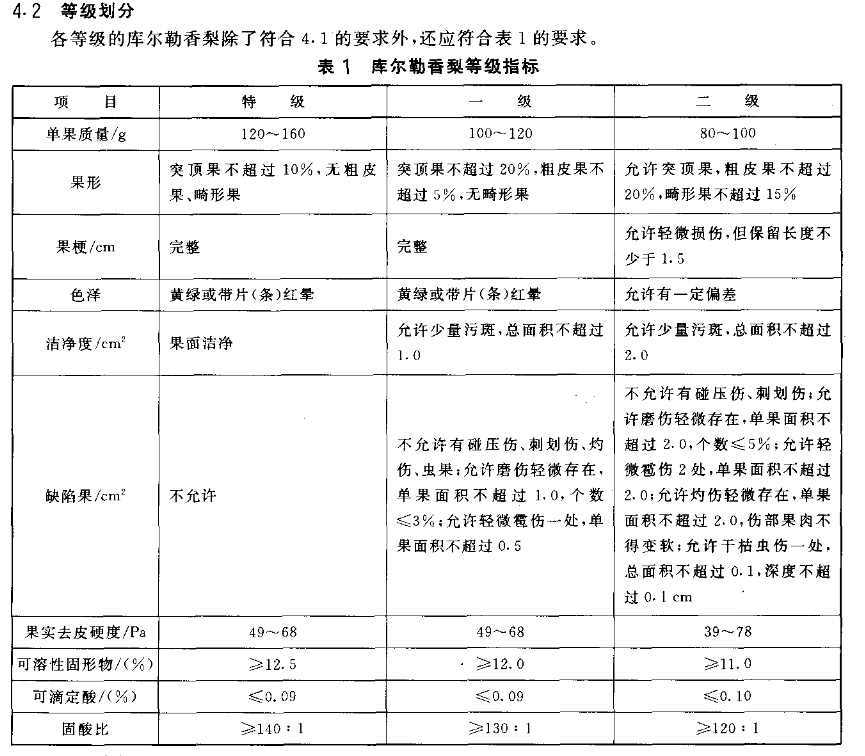 4.2 等级划分
各等级的库尔勒香梨除了符合4.1的要求外,还应符合表1的要求。
表1 库尔勒香梨等级指标
项 目 特 级 一 级 二 级
单果质量/g 120～160 100～120 80～100
果形
突顶果不超过10%,无粗皮
果、畸形果
突顶果不超过20%,粗皮果不
超过5%,无畸形果
允许突顶果,粗皮果不超过
20%,畸形果不超过15%
果梗/cm
完整
完整
允许轻微损伤,但保留长度不
少于1.5
色泽 黄绿或带片(条)红晕 黄绿或带片(条)红晕 允许有一定偏差
洁净度/cm²
果面洁净
允许少量污斑,总面积不超过
1.0
允许少量污斑,总面积不超过
2.0
缺陷果/cm²
不允许
不允许有碰压伤、刺划伤、灼
伤、虫果;允许磨伤轻微存在,
单果面积不超过1.0,个数
≤3%;允许轻微雹伤一处,单
果面积不超过0.5
不允许有碰压伤、刺划伤;允
许磨伤轻微存在,单果面积不
超过2.0,个数≤5%;允许轻
微雹伤2处,单果面积不超过
2.0;允许灼伤轻微存在,单果
面积不超过2.0,伤部果肉不
得变软;允许干枯虫伤一处,
总面积不超过0.1,深度不超
过0.1 cm
果实去皮硬度/Pa 49～68 49～68 39～78
可溶性固形物/(%) ≥12.5 ≥12.0 ≥11.0
可滴定酸/(%) ≤0.09 ≤0.09 ≤0.10
固酸比 ≥140:1 ≥130:1 ≥120:1